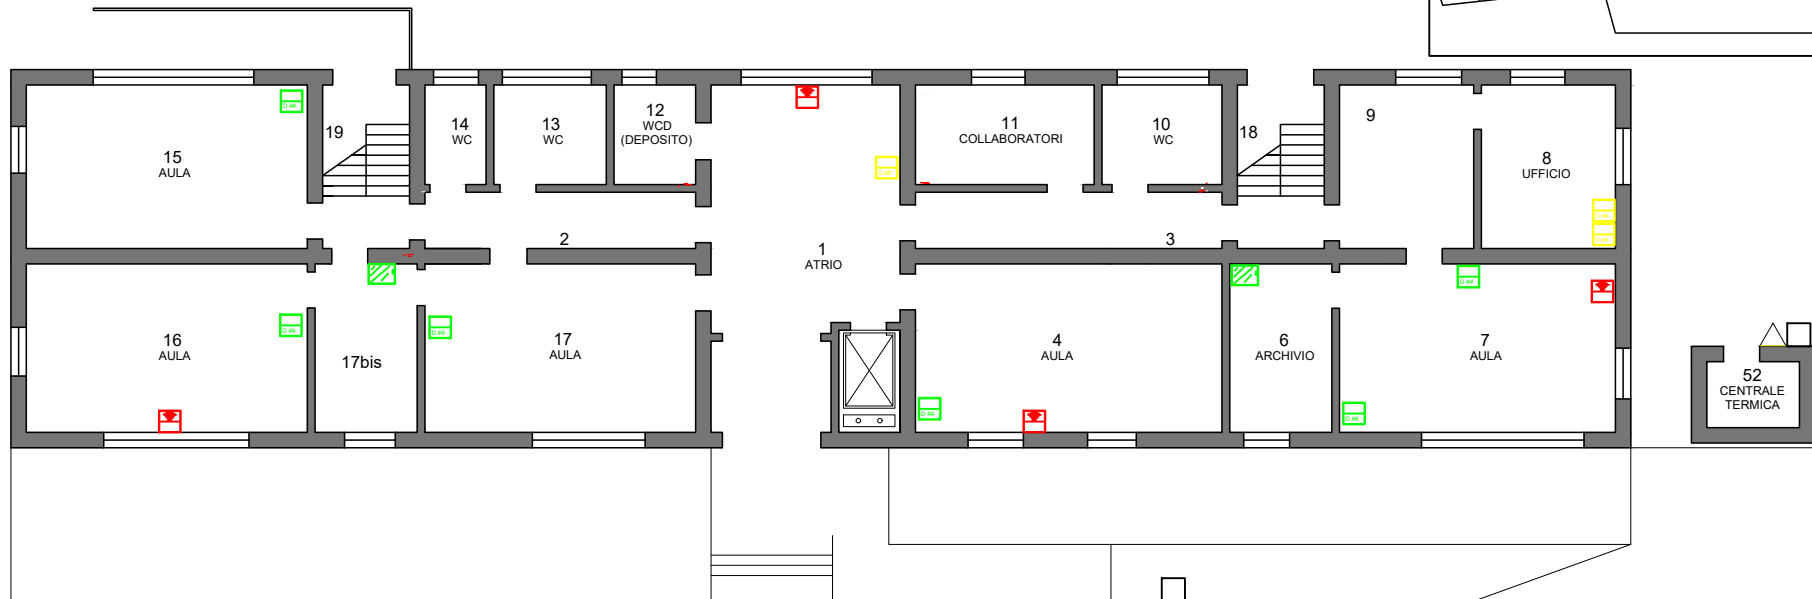 15
AULA
19
14
WC
13
WC
12
WCD
(DEPOSITO)
11
COLLABORATORI
10
WC
18
9
8
UFFICIO
2
1
ATRIO
3
16
AULA
17bis
17
AULA
4
AULA
6
ARCHIVIO
7
AULA
52
CENTRALE
TERMICA